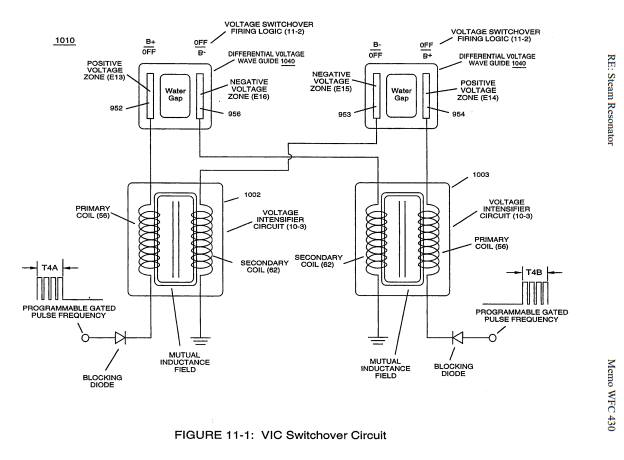 1010
B+
OFF
OFF
B-
VOLTAGE SWITCHOVER
FIRING LOGIC (11-2)
DIFFERENTIAL VOLTAGE
WAVE GUIDE 1040
POSITIVE
VOLTAGE
ZONE (E13)
952
Water
Gap
NEGATIVE
VOLTAGE
ZONE (E16)
956
B-
OFF
OFF
B+
VOLTAGE SWITCHOVER
FIRING LOGIC (11-2)
DIFFERENTIAL VOLTAGE
WAVE GUIDE 1040
NEGATIVE
VOLTAGE
ZONE (E15)
953
Water
Gap
POSITIVE
VOLTAGE
ZONE (E14)
954
RE: Steam Resonator
1002
PRIMARY
COIL (56)
VOLTAGE
INTENSIFIER
CIRCUIT (10-3)
SECONDARY
COIL (62)
1003
VOLTAGE
INTENSIFIER
CIRCUIT (10-3)
PRIMARY
COIL (56)
SECONDARY
COIL (62)
T4A
PROGRAMMABLE GATED
PULSE FREQUENCY
BLOCKING
DIODE
MUTUAL
INDUCTANCE
FIELD
T4B
PROGRAMMABLE GATED
PULSE FREQUENCY
MUTUAL
INDUCTANCE
FIELD
BLOCKING
DIODE
Memo WFC 430
FIGURE 11-1: VIC Switchover Circuit